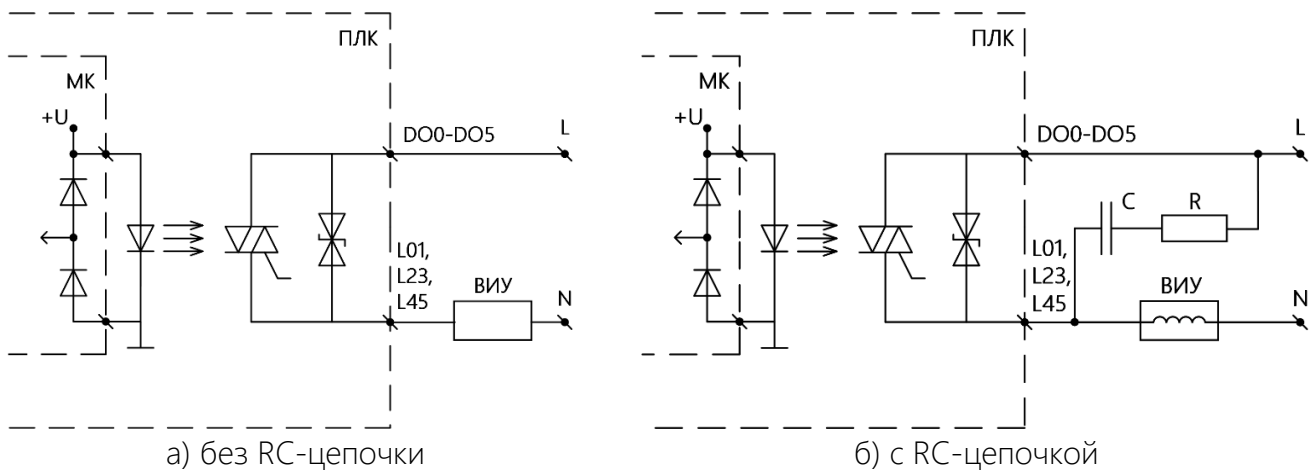 ПЛК
МК
+U
DO0-DO5
L
L01,
L23,
L45
ВИУ
N
а) без RC-цепочки
ПЛК
МК
+U
DO0-DO5
L
C
R
L01,
L23,
L45
ВИУ
N
б) с RC-цепочкой